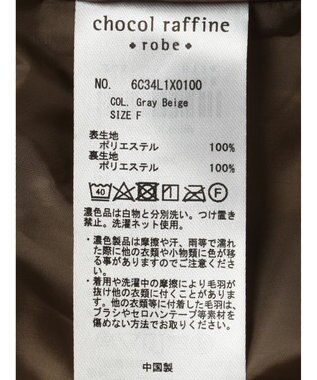 chocol raffine
robe
NO. 6C34L1X0100
COL. Gray Beige
SIZE F
表生地
ポリエステル 100%
裏生地
ポリエステル 100%
40 F
濃色品は白物と分別洗い。つけ置き
禁止。洗濯ネット使用。
・濃色製品は摩擦や汗、雨等で濡れ
た際に他の衣類や小物類に色が移
る事がありますのでご注意くださ
い。
・着用や洗濯中の摩擦により毛羽が
抜け他の衣類に付くことがありま
す。他の衣類等に付着した毛羽は、
ブラシやセロハンテープ等素材を
傷めない方法でお取りください。
中国製